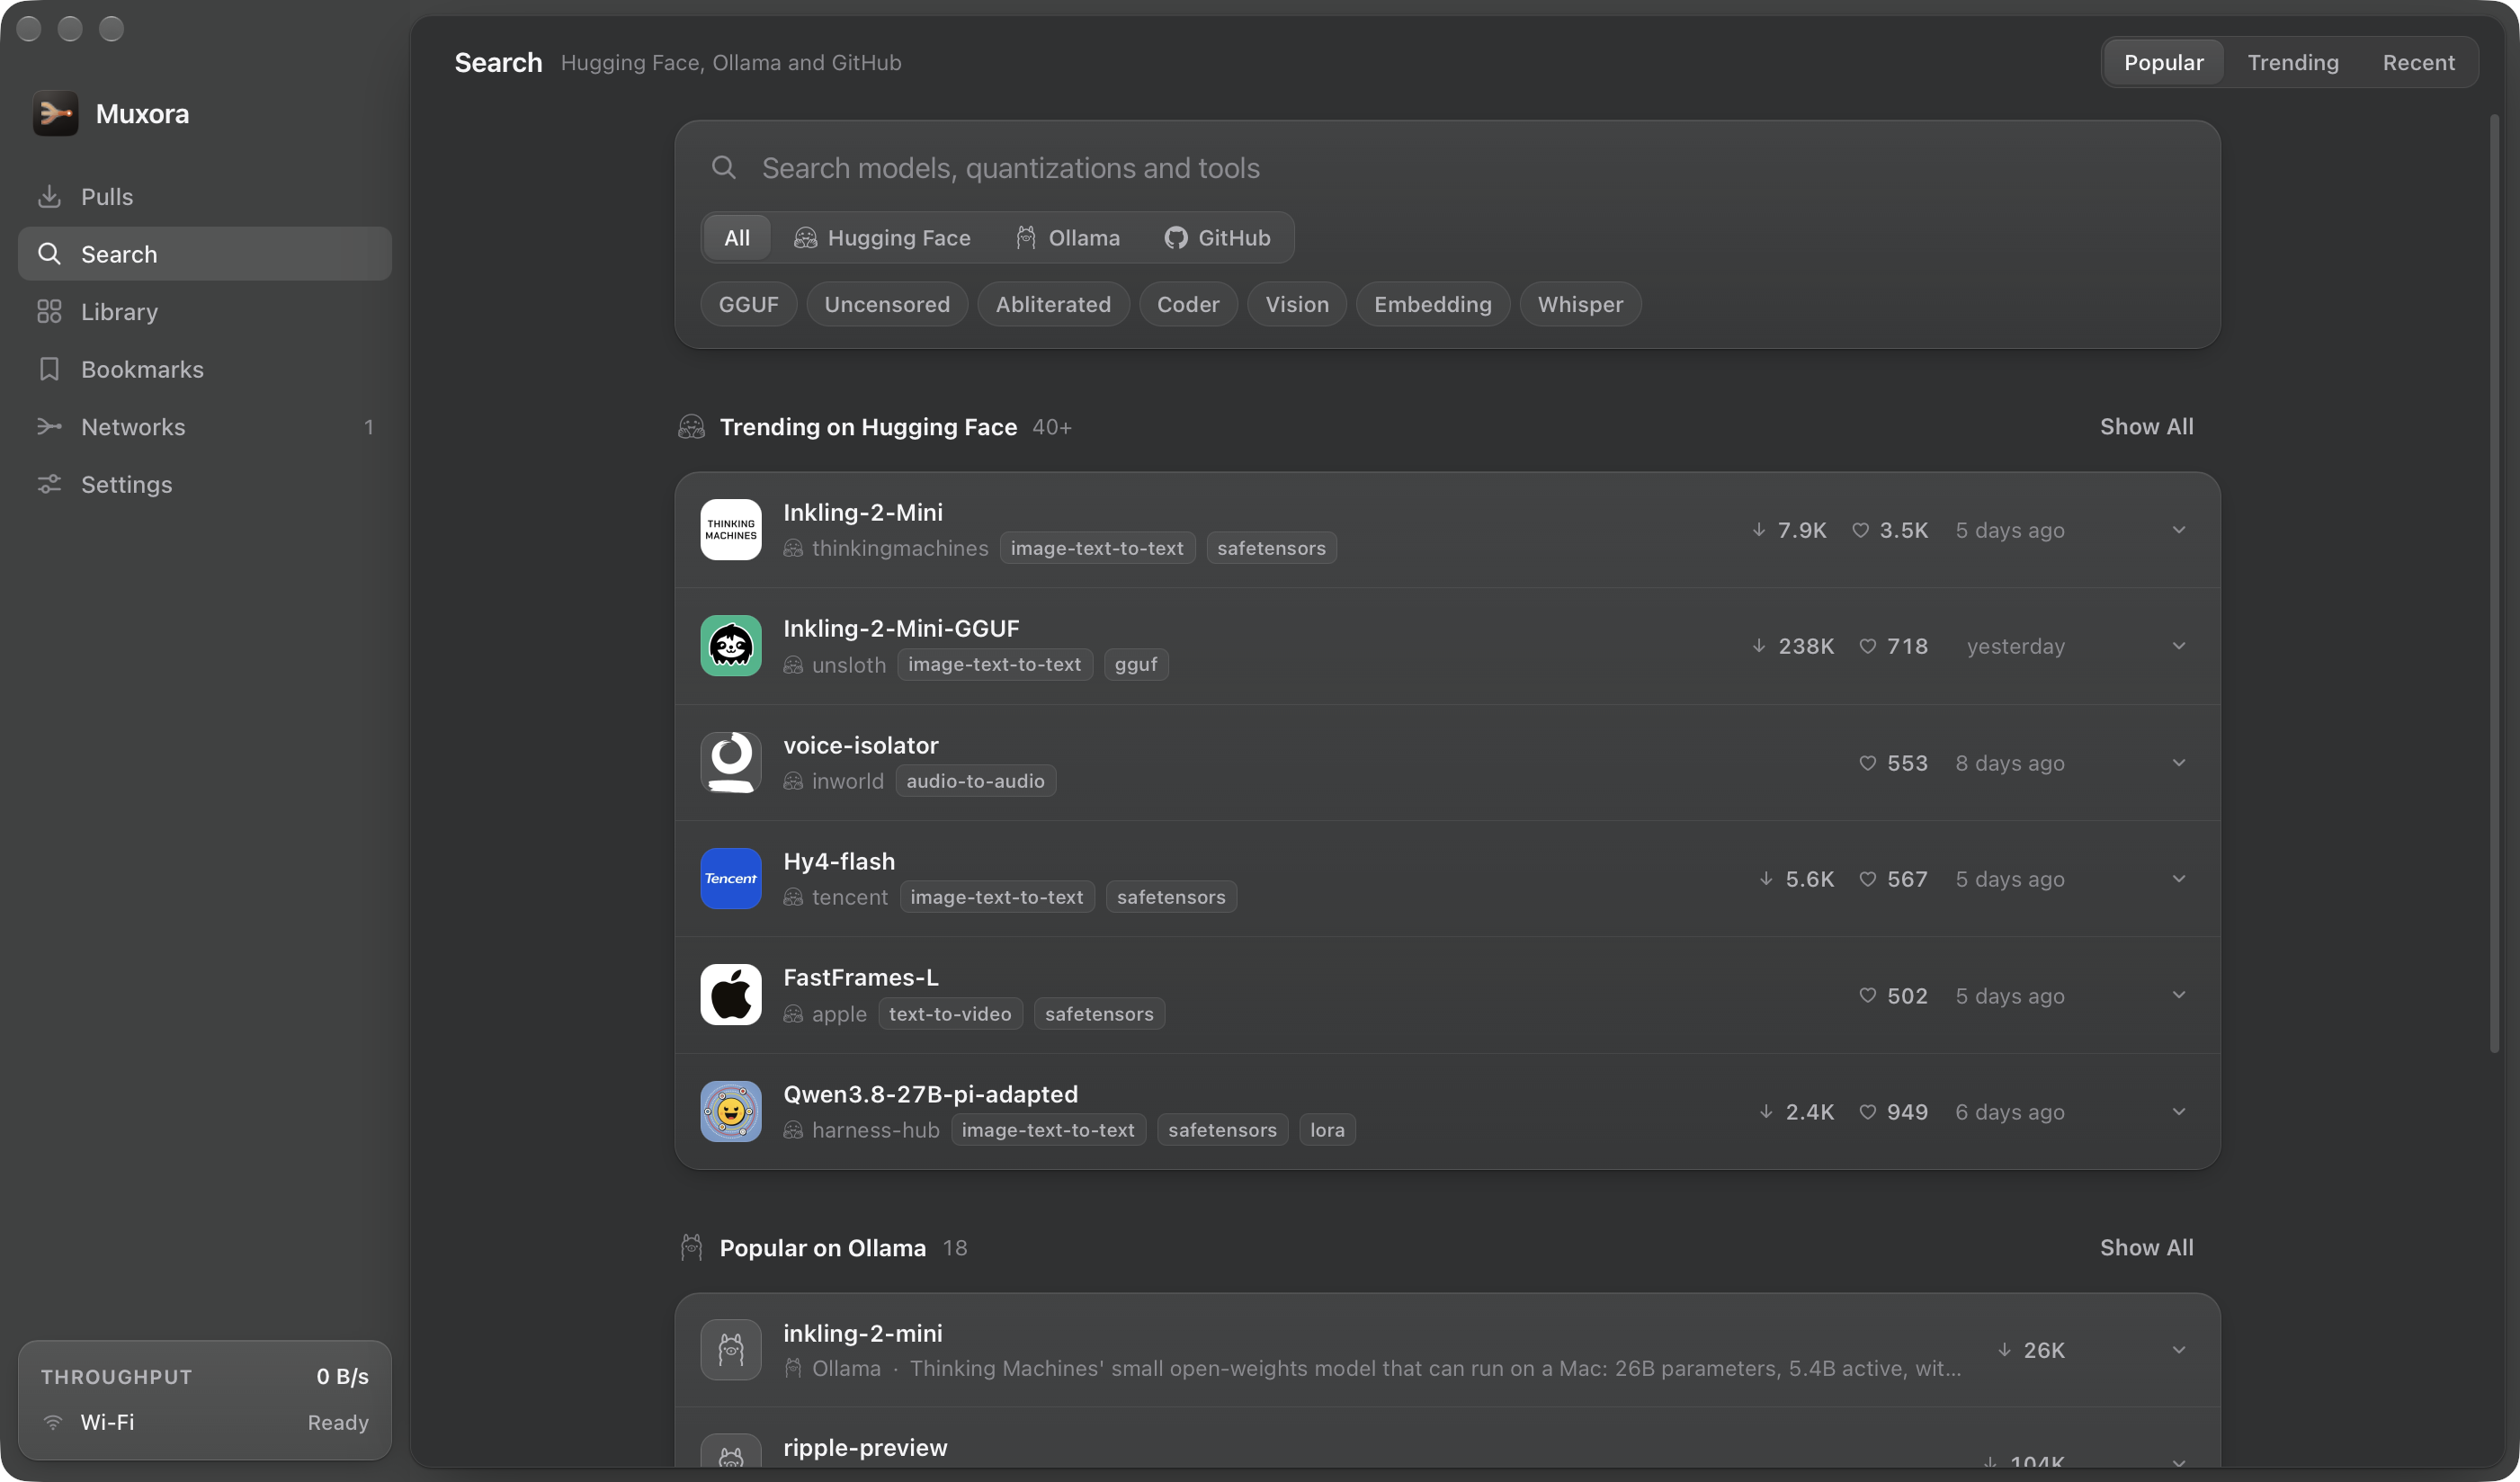 Muxora
Pulls
Search
Library
Bookmarks
Networks 1
Settings
THROUGHPUT 0 B/s
Wi-Fi Ready
Search Hugging Face, Ollama and GitHub
Popular Trending Recent
Search models, quantizations and tools
All Hugging Face Ollama GitHub
GGUF Uncensored Abliterated Coder Vision Embedding Whisper
Trending on Hugging Face 40+ Show All
THINKING
MACHINES
Inkling-2-Mini
thinkingmachines image-text-to-text safetensors
7.9K 3.5K 5 days ago
Inkling-2-Mini-GGUF
unsloth image-text-to-text gguf
238K 718 yesterday
voice-isolator
inworld audio-to-audio
553 8 days ago
Tencent
Hy4-flash
tencent image-text-to-text safetensors
5.6K 567 5 days ago
FastFrames-L
apple text-to-video safetensors
502 5 days ago
Qwen3.8-27B-pi-adapted
harness-hub image-text-to-text safetensors lora
2.4K 949 6 days ago
Popular on Ollama 18 Show All
inkling-2-mini
Ollama · Thinking Machines' small open-weights model that can run on a Mac: 26B parameters, 5.4B active, wit...
26K
ripple-preview
104K